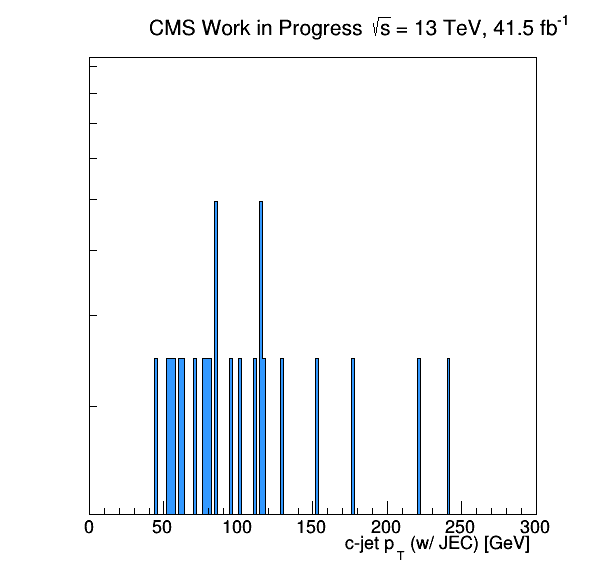 CMS Work in Progress √s = 13 TeV, 41.5 fb⁻¹
0 50 100 150 200 250 300
c-jet p_T (w/ JEC) [GeV]